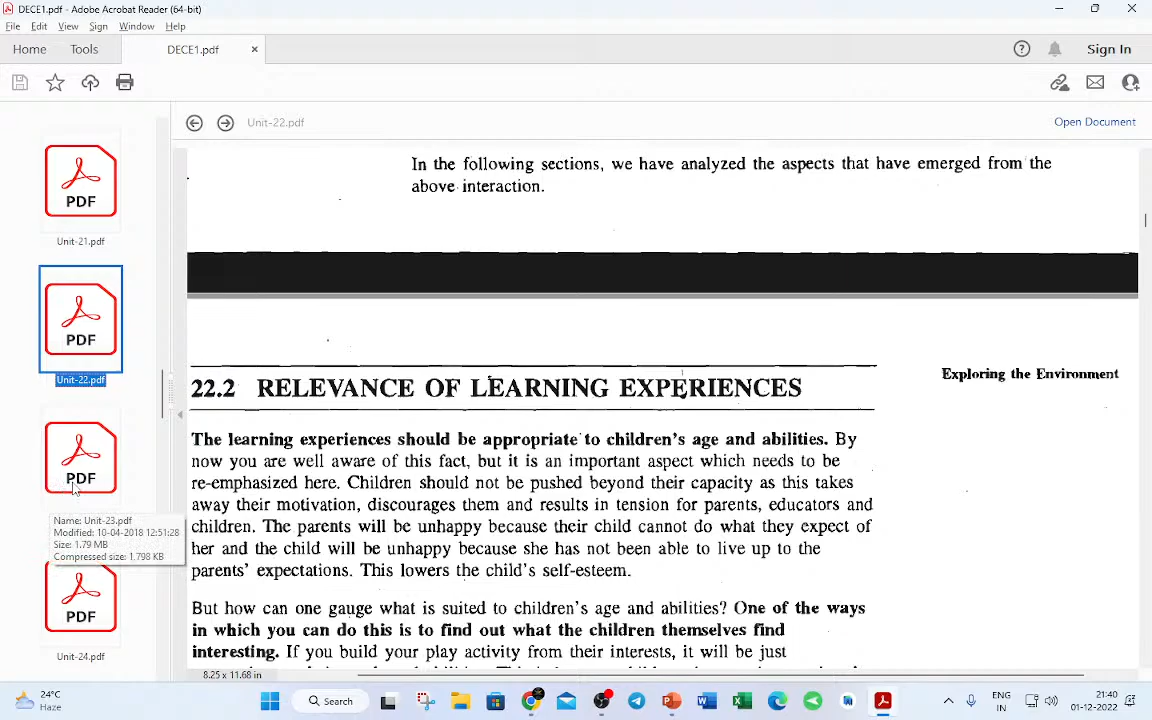 DECE1.pdf - Adobe Acrobat Reader (64-bit)
File Edit View Sign Window Help
Home Tools DECE1.pdf × Sign In
Unit-22.pdf Open Document
PDF
Unit-21.pdf
PDF
Unit-22.pdf
PDF
Name: Unit-23.pdf
Modified: 10-04-2018 12:51:28
Size: 1.79 MB
Compressed size: 1,798 KB
PDF
Unit-24.pdf
In the following sections, we have analyzed the aspects that have emerged from the
above interaction.
22.2 RELEVANCE OF LEARNING EXPERIENCES
Exploring the Environment
The learning experiences should be appropriate to children's age and abilities. By
now you are well aware of this fact, but it is an important aspect which needs to be
re-emphasized here. Children should not be pushed beyond their capacity as this takes
away their motivation, discourages them and results in tension for parents, educators and
children. The parents will be unhappy because their child cannot do what they expect of
her and the child will be unhappy because she has not been able to live up to the
parents' expectations. This lowers the child's self-esteem.
But how can one gauge what is suited to children's age and abilities? One of the ways
in which you can do this is to find out what the children themselves find
interesting. If you build your play activity from their interests, it will be just
8.25 x 11.68 in
24°C
Haze
Search
ENG
IN
21:40
01-12-2022